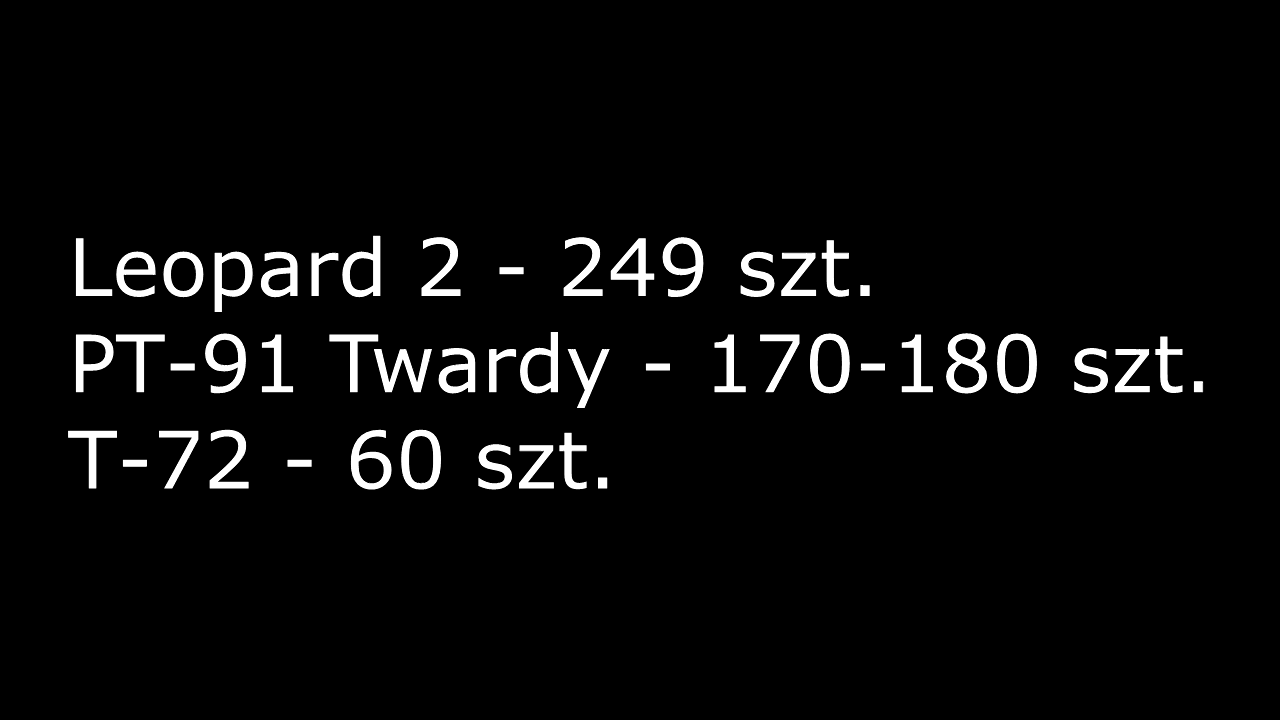 Leopard 2 - 249 szt.
PT-91 Twardy - 170-180 szt.
T-72 - 60 szt.